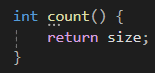 int count() {
    return size;
}